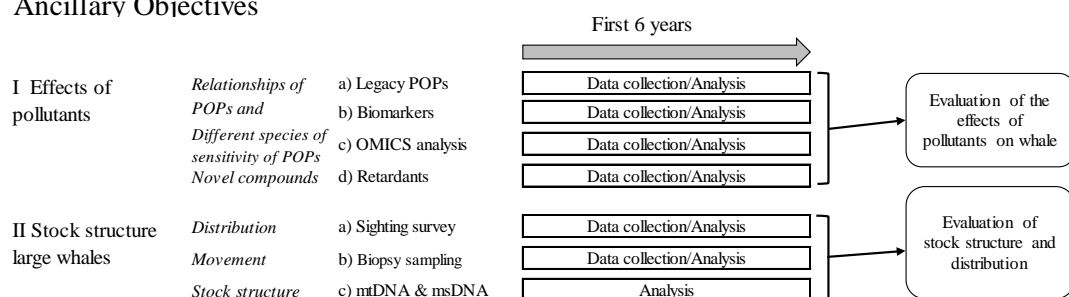 Ancillary Objectives
First 6 years
I Effects of
pollutants
Relationships of
POPs and
Different species of
sensitivity of POPs
Novel compounds
a) Legacy POPs
b) Biomarkers
c) OMICS analysis
d) Retardants
Data collection/Analysis
Data collection/Analysis
Data collection/Analysis
Data collection/Analysis
Evaluation of the
effects of
pollutants on whale
II Stock structure
large whales
Distribution
Movement
Stock structure
a) Sighting survey
b) Biopsy sampling
c) mtDNA & msDNA
Data collection/Analysis
Data collection/Analysis
Analysis
Evaluation of
stock structure and
distribution